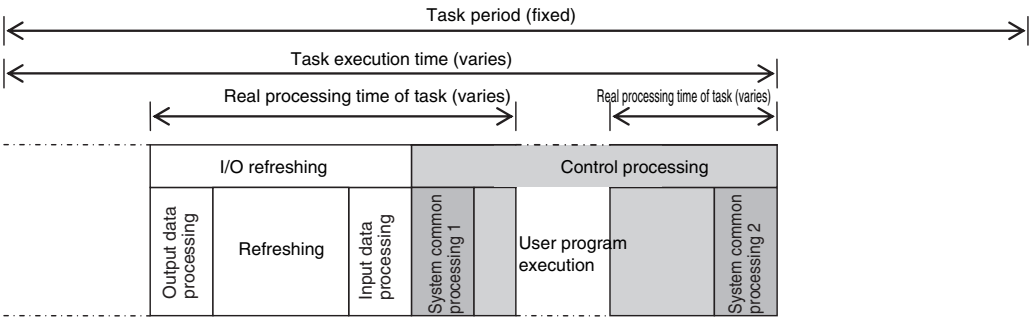 Task period (fixed)
Task execution time (varies)
Real processing time of task (varies)
Real processing time of task (varies)
I/O refreshing
Control processing
Output data
processing
Refreshing
Input data
processing
System common
processing 1
User program
execution
System common
processing 2